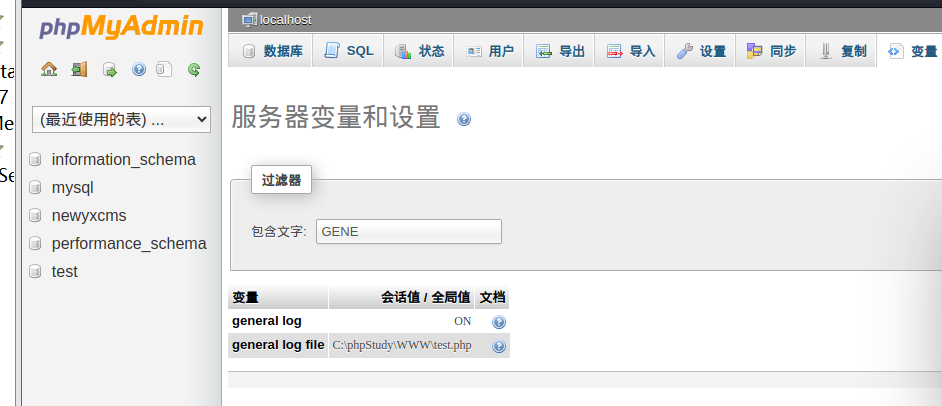 phpMyAdmin
localhost
数据库 SQL 状态 用户 导出 导入 设置 同步 复制 变量
(最近使用的表) ...
information_schema
mysql
newyxcms
performance_schema
test
服务器变量和设置
过滤器
包含文字: GENE
变量 会话值 / 全局值 文档
general log ON
general log file C:\phpStudy\WWW\test.php
ta
7
Me
Se